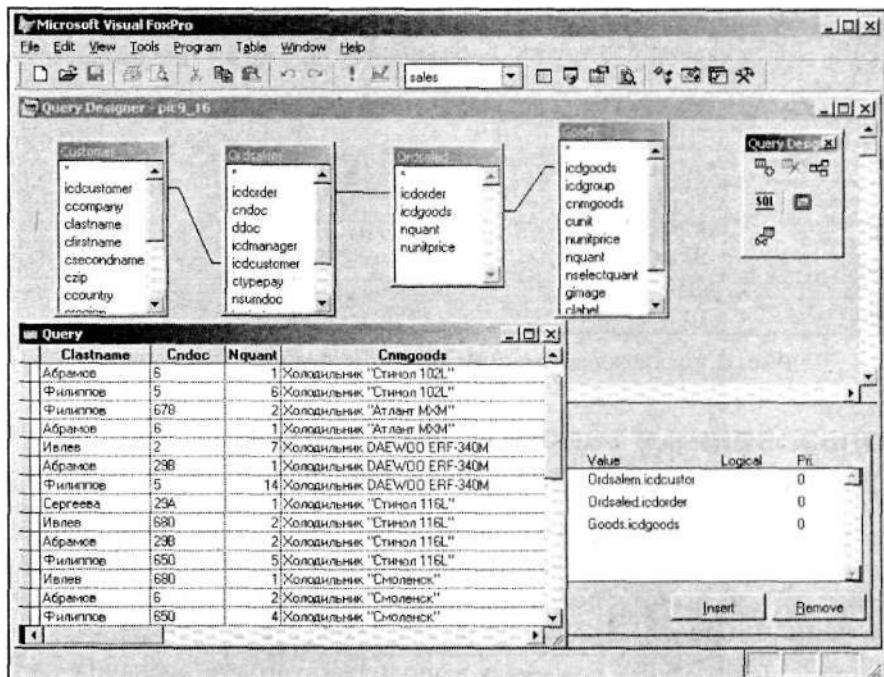 Microsoft Visual FoxPro
File Edit View Tools Program Table Window Help
sales
Query Designer - pic9_16
Customer
*
icdcustomer
ccompany
clastname
cfirstname
csecondname
czip
ccountry
Ordsalem
*
icdorder
cndoc
ddoc
icdmanager
icdcustomer
ctypepay
nsumdoc
Ordsaled
*
icdorder
icdgoods
nquant
nunitprice
Goods
icdgoods
icdgroup
cnmgoods
cunit
nunitprice
nquant
nselectquant
gimage
clabel
Query Desig
SQL
Query
Clastname Cndoc Nquant Cnmgoods
Абрамов 6 1 Холодильник "Стинол 102L"
Филиппов 5 6 Холодильник "Стинол 102L"
Филиппов 678 2 Холодильник "Атлант МХМ"
Абрамов 6 1 Холодильник "Атлант МХМ"
Ивлев 2 7 Холодильник DAEWOO ERF-340M
Абрамов 29В 1 Холодильник DAEWOO ERF-340M
Филиппов 5 14 Холодильник DAEWOO ERF-340M
Сергеева 29А 1 Холодильник "Стинол 116L"
Ивлев 680 2 Холодильник "Стинол 116L"
Абрамов 29В 2 Холодильник "Стинол 116L"
Филиппов 650 5 Холодильник "Стинол 116L"
Ивлев 680 1 Холодильник "Смоленск"
Абрамов 6 2 Холодильник "Смоленск"
Филиппов 650 4 Холодильник "Смоленск"
Value Logical Pri
Ordsalem.icdcustor 0
Ordsaled.icdorder 0
Goods.icdgoods 0
Insert Remove